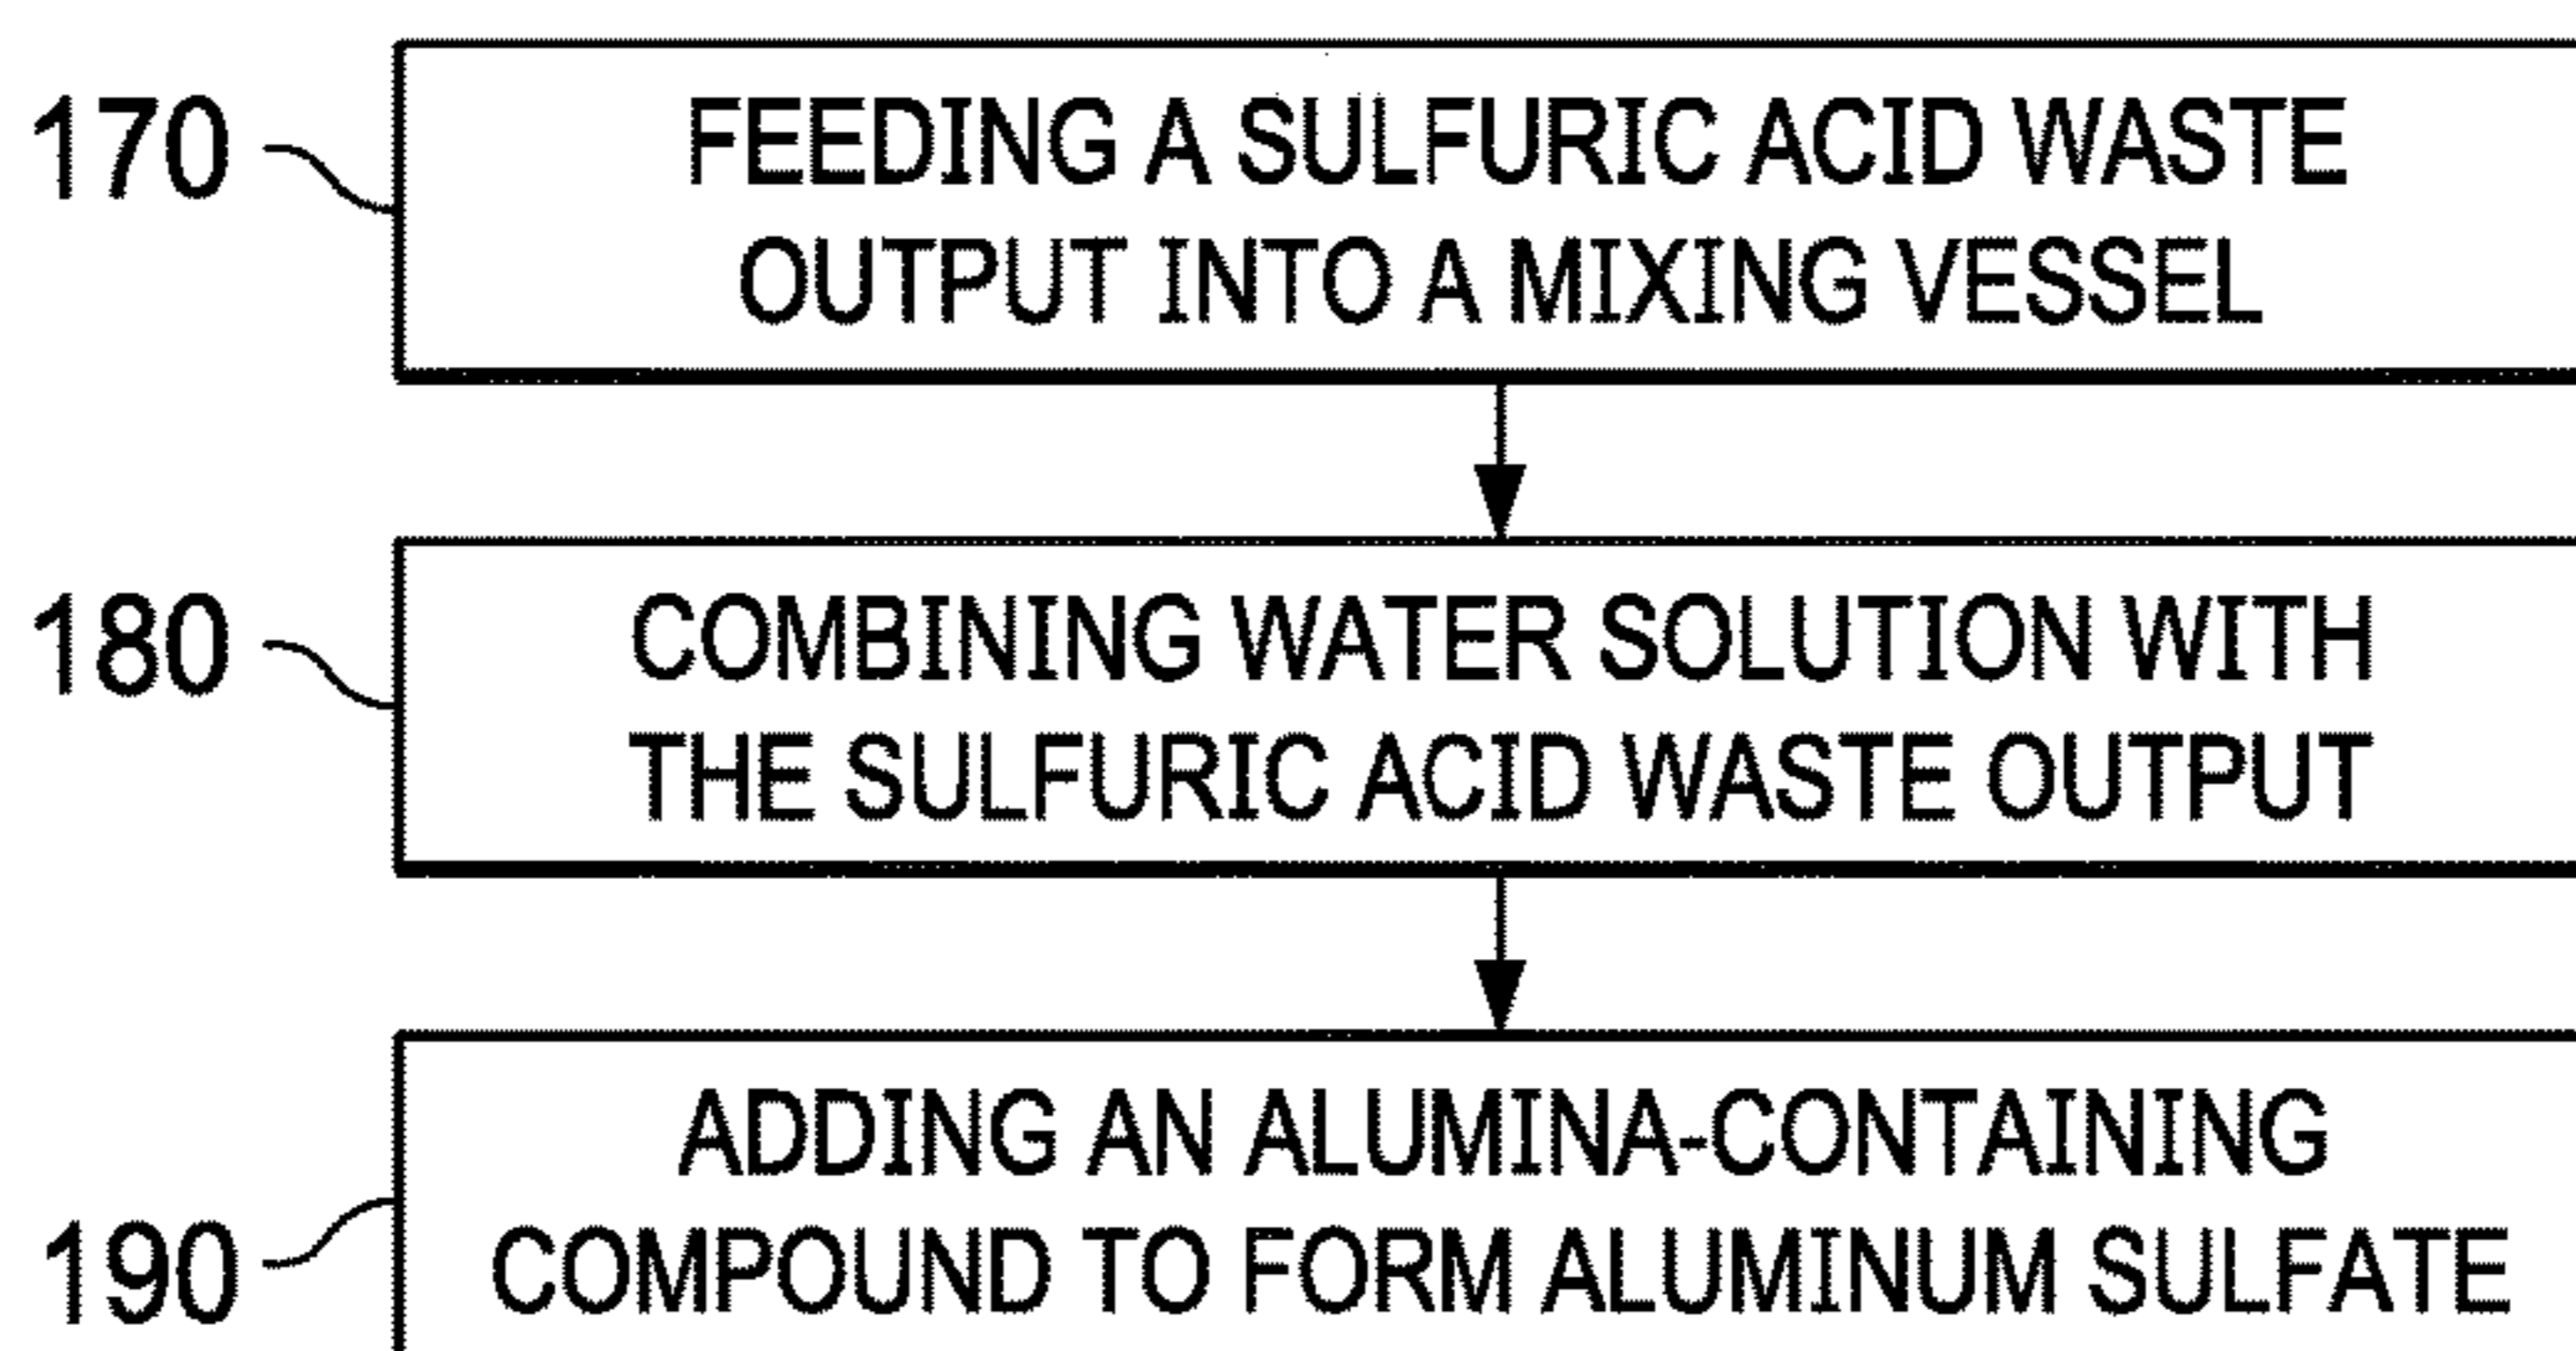 170
FEEDING A SULFURIC ACID WASTE
OUTPUT INTO A MIXING VESSEL
180
COMBINING WATER SOLUTION WITH
THE SULFURIC ACID WASTE OUTPUT
190
ADDING AN ALUMINA-CONTAINING
COMPOUND TO FORM ALUMINUM SULFATE